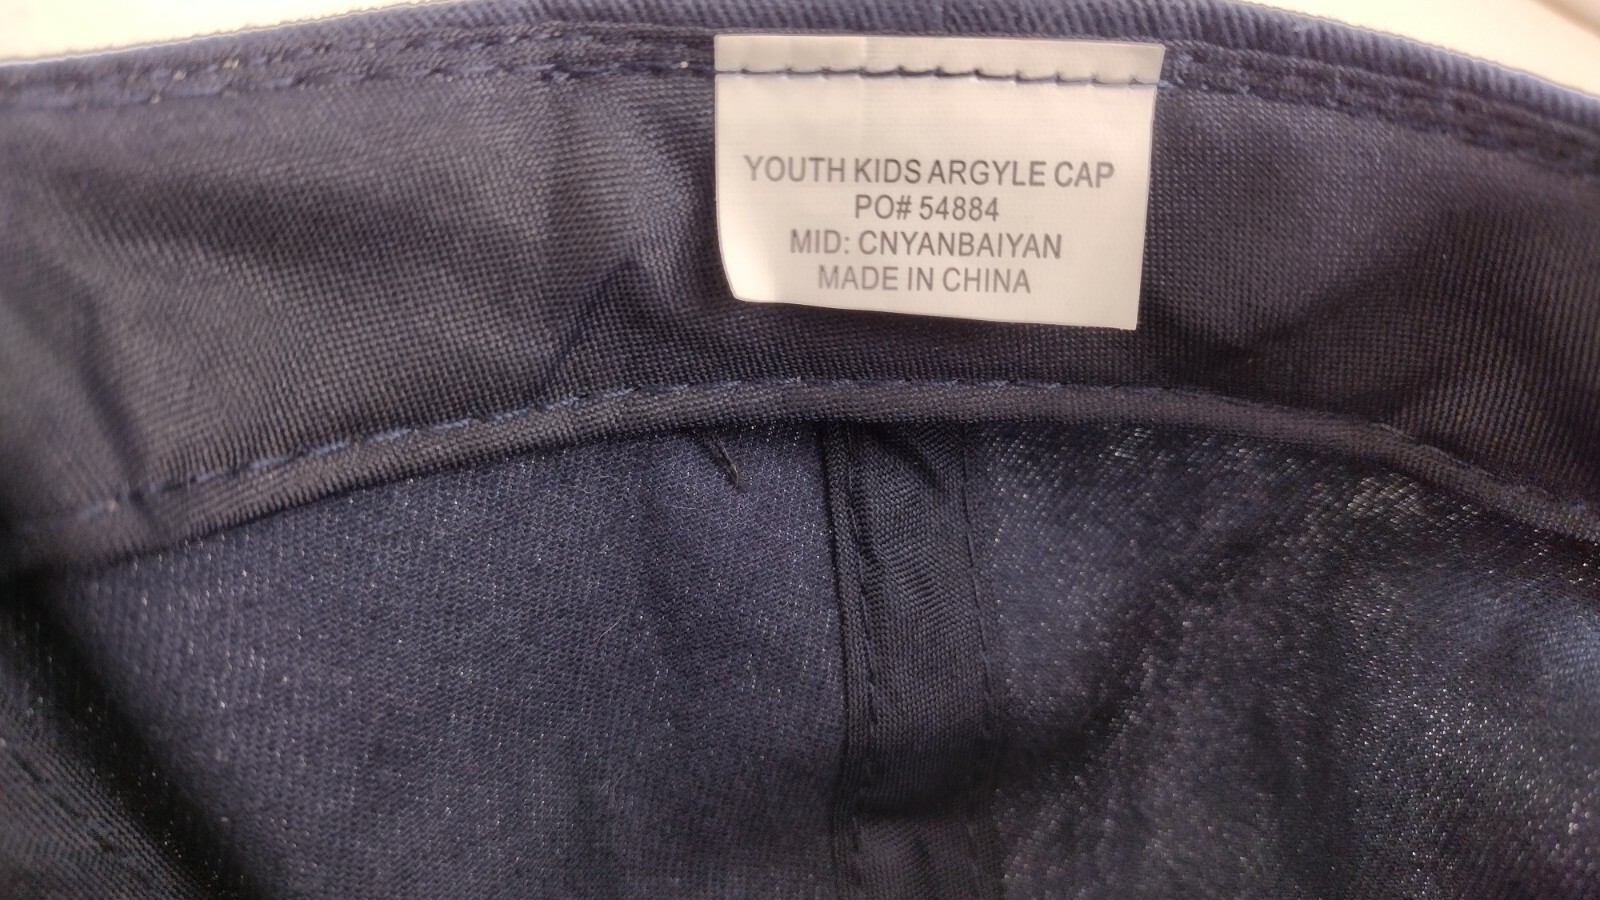 YOUTH KIDS ARGYLE CAP
PO# 54884
MID: CNYANBAIYAN
MADE IN CHINA